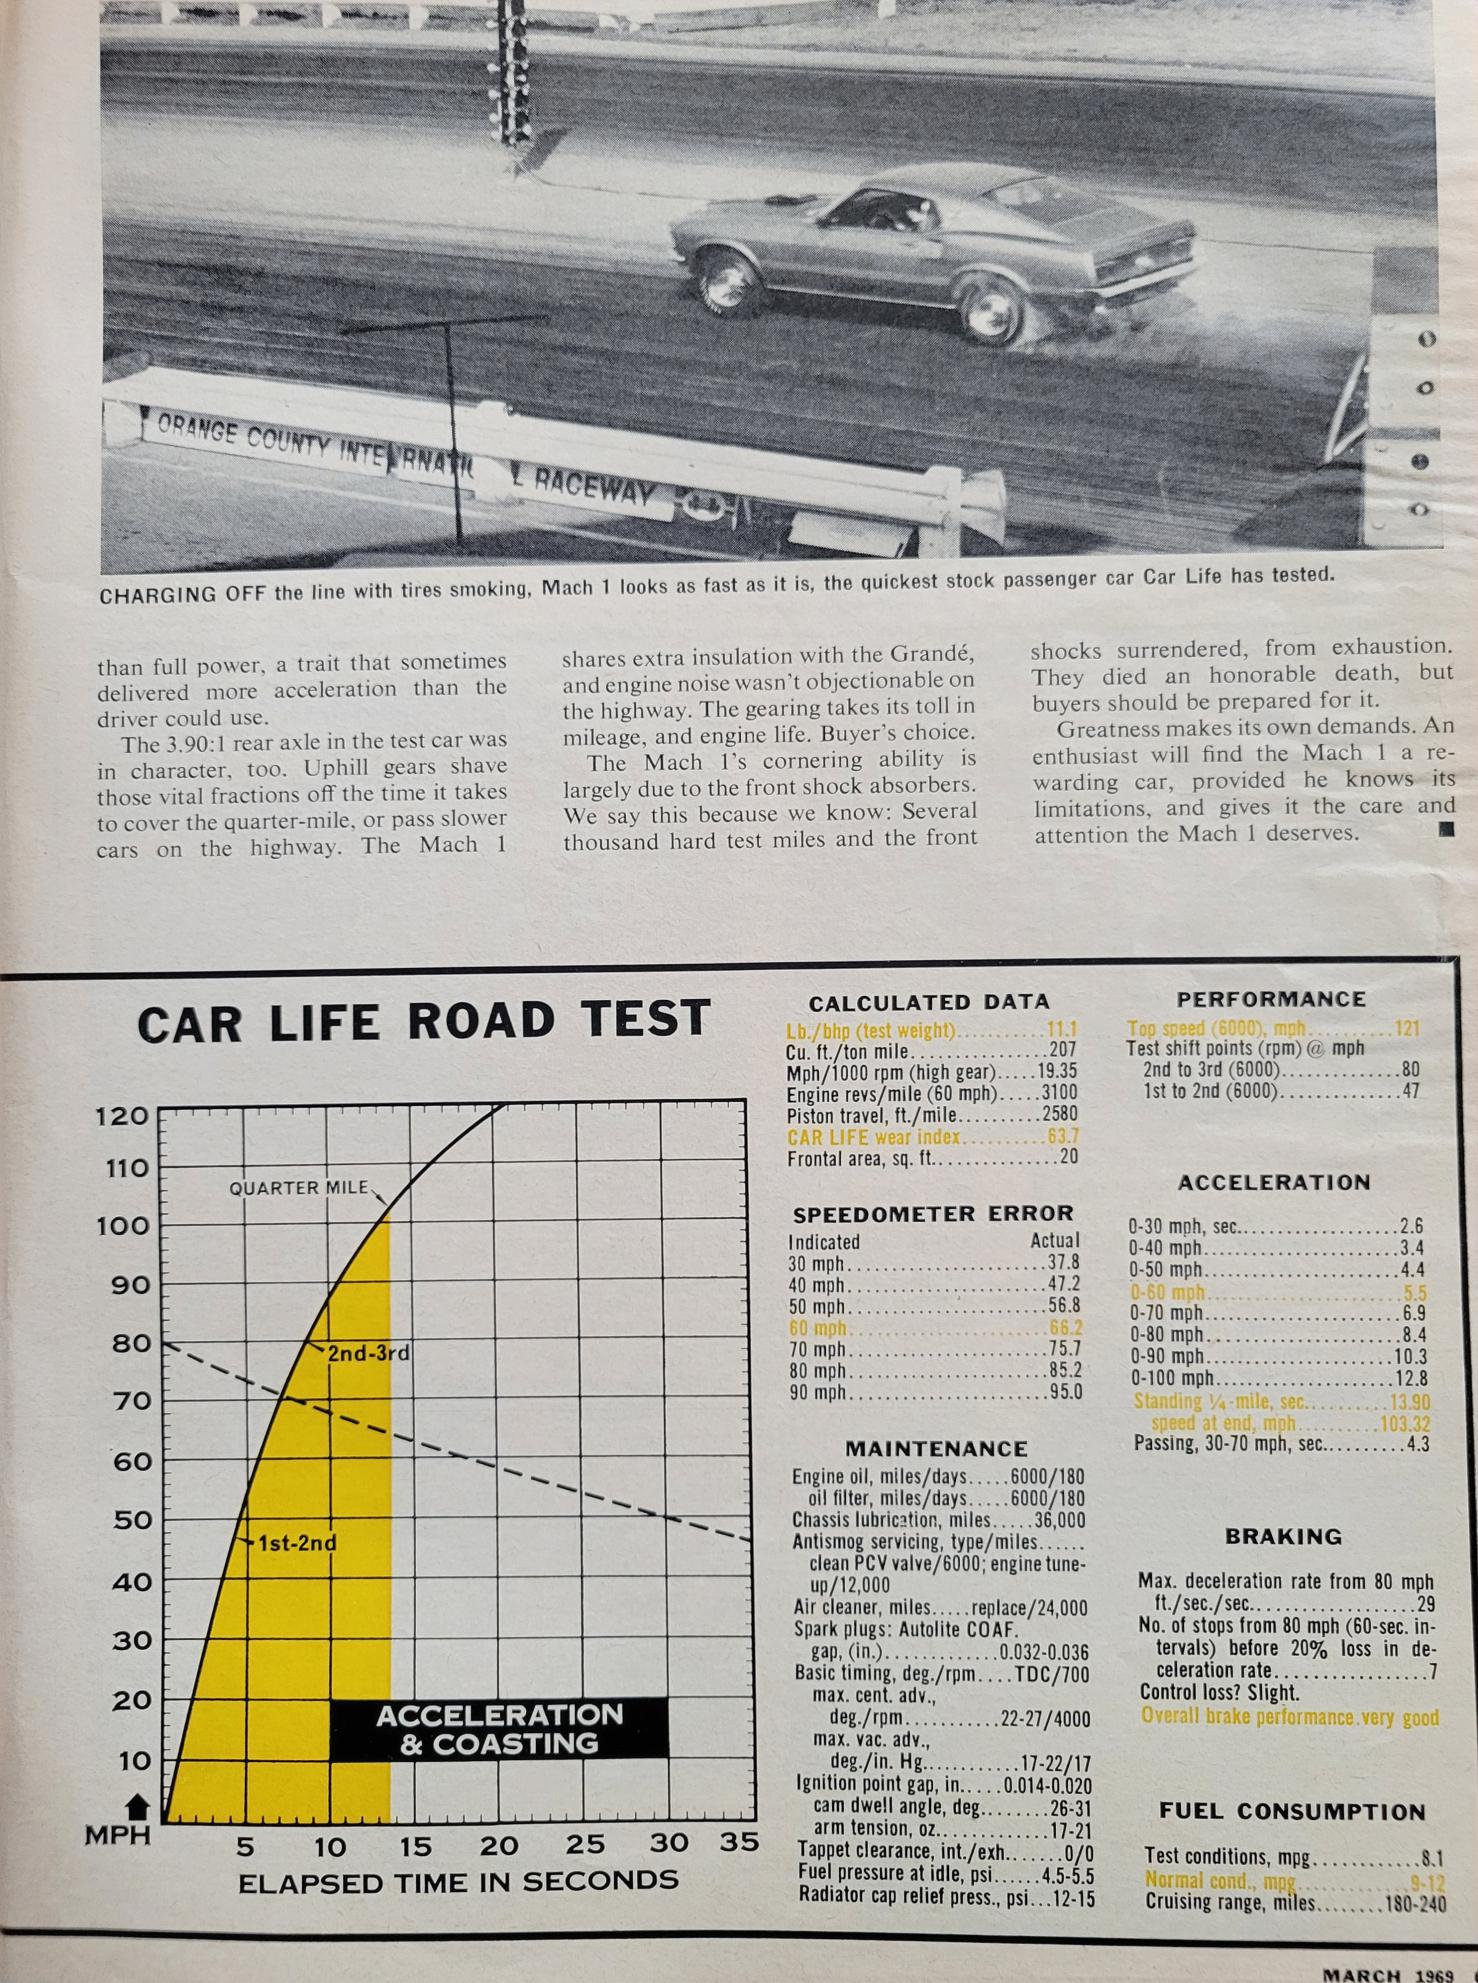 ORANGE COUNTY INTERNATI L RACEWAY
CHARGING OFF the line with tires smoking, Mach 1 looks as fast as it is, the quickest stock passenger car Car Life has tested.
than full power, a trait that sometimes
delivered more acceleration than the
driver could use.
The 3.90:1 rear axle in the test car was
in character, too. Uphill gears shave
those vital fractions off the time it takes
to cover the quarter-mile, or pass slower
cars on the highway. The Mach 1
shares extra insulation with the Grandé,
and engine noise wasn't objectionable on
the highway. The gearing takes its toll in
mileage, and engine life. Buyer's choice.
The Mach 1's cornering ability is
largely due to the front shock absorbers.
We say this because we know: Several
thousand hard test miles and the front
shocks surrendered, from exhaustion.
They died an honorable death, but
buyers should be prepared for it.
Greatness makes its own demands. An
enthusiast will find the Mach 1 a re-
warding car, provided he knows its
limitations, and gives it the care and
attention the Mach 1 deserves. ■
CAR LIFE ROAD TEST
120
110
100
90
80
70
60
50
40
30
20
10
MPH
QUARTER MILE
2nd-3rd
1st-2nd
ACCELERATION
& COASTING
5 10 15 20 25 30 35
ELAPSED TIME IN SECONDS
CALCULATED DATA
Lb./bhp (test weight)..........11.1
Cu. ft./ton mile................207
Mph/1000 rpm (high gear).....19.35
Engine revs/mile (60 mph).....3100
Piston travel, ft./mile..........2580
CAR LIFE wear index..........63.7
Frontal area, sq. ft...............20
SPEEDOMETER ERROR
Indicated Actual
30 mph........................37.8
40 mph........................47.2
50 mph........................56.8
60 mph........................66.2
70 mph........................75.7
80 mph........................85.2
90 mph........................95.0
MAINTENANCE
Engine oil, miles/days.....6000/180
oil filter, miles/days.....6000/180
Chassis lubrication, miles.....36,000
Antismog servicing, type/miles......
clean PCV valve/6000; engine tune-
up/12,000
Air cleaner, miles.....replace/24,000
Spark plugs: Autolite COAF.
gap, (in.).............0.032-0.036
Basic timing, deg./rpm....TDC/700
max. cent. adv.,
deg./rpm...........22-27/4000
max. vac. adv.,
deg./in. Hg...........17-22/17
Ignition point gap, in.....0.014-0.020
cam dwell angle, deg........26-31
arm tension, oz.............17-21
Tappet clearance, int./exh.......0/0
Fuel pressure at idle, psi......4.5-5.5
Radiator cap relief press., psi...12-15
PERFORMANCE
Top speed (6000), mph..........121
Test shift points (rpm) @ mph
2nd to 3rd (6000)..............80
1st to 2nd (6000)..............47
ACCELERATION
0-30 mph, sec...................2.6
0-40 mph.......................3.4
0-50 mph.......................4.4
0-60 mph.......................5.5
0-70 mph.......................6.9
0-80 mph.......................8.4
0-90 mph......................10.3
0-100 mph.....................12.8
Standing ¼-mile, sec..........13.90
speed at end, mph..........103.32
Passing, 30-70 mph, sec..........4.3
BRAKING
Max. deceleration rate from 80 mph
ft./sec./sec...................29
No. of stops from 80 mph (60-sec. in-
tervals) before 20% loss in de-
celeration rate.................7
Control loss? Slight.
Overall brake performance.very good
FUEL CONSUMPTION
Test conditions, mpg.............8.1
Normal cond., mpg.............9-12
Cruising range, miles........180-240
MARCH 1969